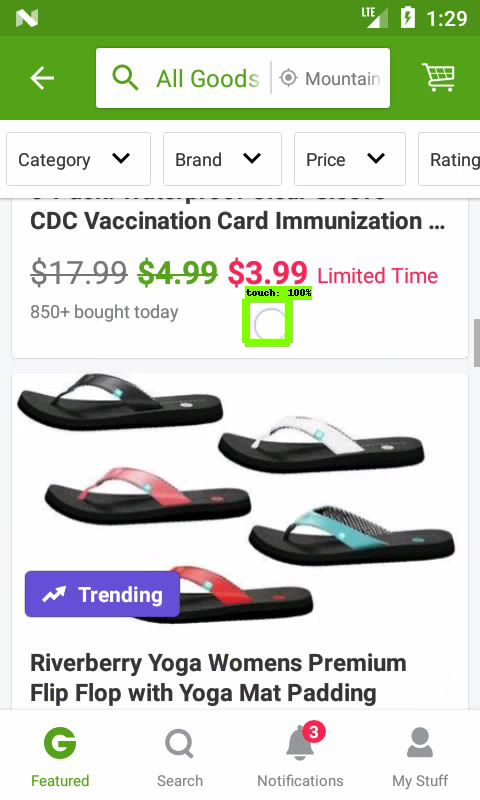 LTE
1:29
All Goods
Mountain
Category
Brand
Price
Rating
CDC Vaccination Card Immunization ...
$17.99 $4.99 $3.99 Limited Time
touch: 100%
850+ bought today
Trending
Riverberry Yoga Womens Premium
Flip Flop with Yoga Mat Padding
3
Featured
Search
Notifications
My Stuff